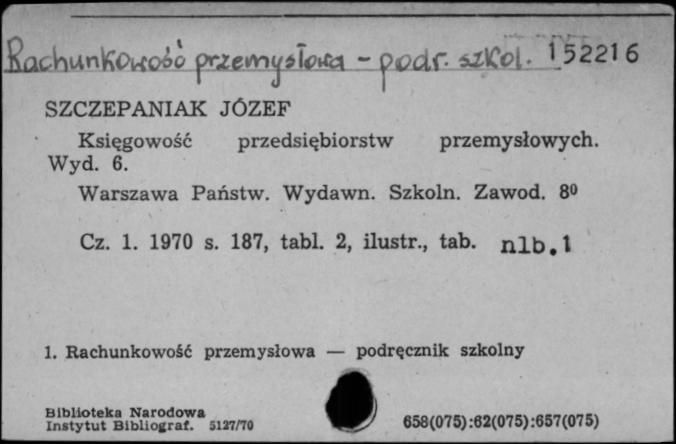 Rachunkowość przemysłowa - podr. szkol. 152216
SZCZEPANIAK JÓZEF
Księgowość przedsiębiorstw przemysłowych.
Wyd. 6.
Warszawa Państw. Wydawn. Szkoln. Zawod. 8º
Cz. 1. 1970 s. 187, tabl. 2, ilustr., tab. nlb.1
1. Rachunkowość przemysłowa — podręcznik szkolny
Biblioteka Narodowa
Instytut Bibliograf. 5127/70
658(075):62(075):657(075)